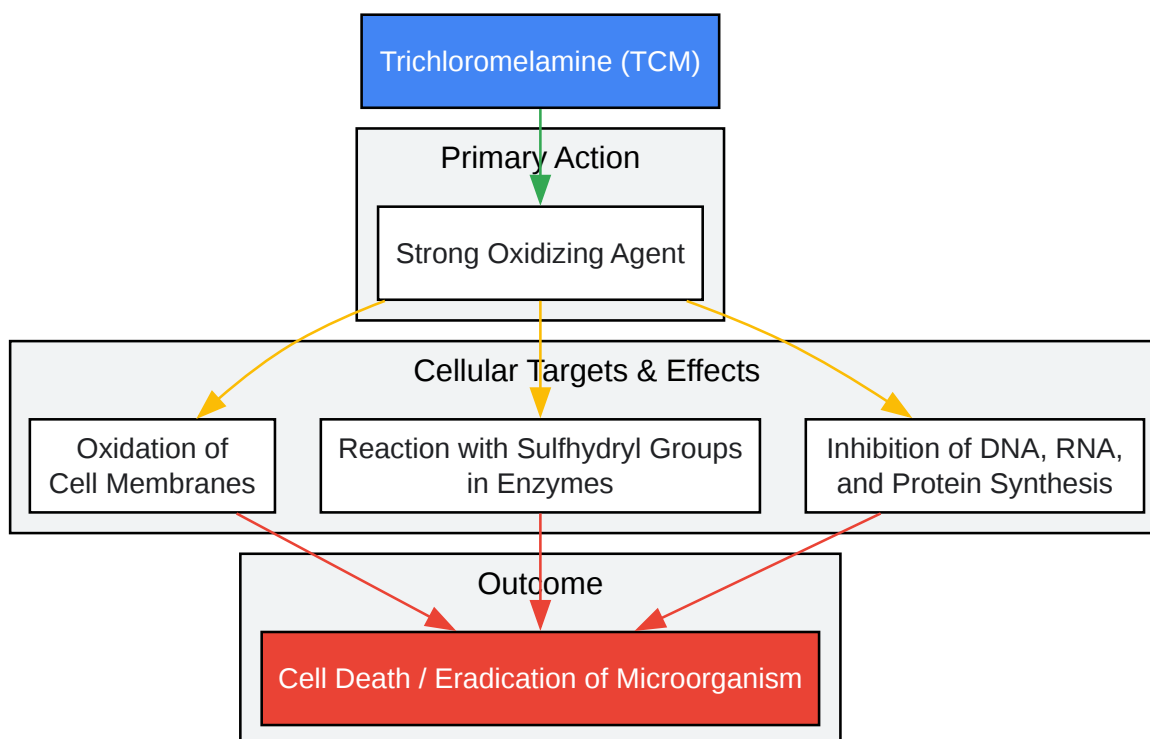 Trichloromelamine (TCM)
Primary Action
Strong Oxidizing Agent
Cellular Targets & Effects
Oxidation of
Cell Membranes
Reaction with Sulfhydryl Groups
in Enzymes
Inhibition of DNA, RNA,
and Protein Synthesis
Outcome
Cell Death / Eradication of Microorganism